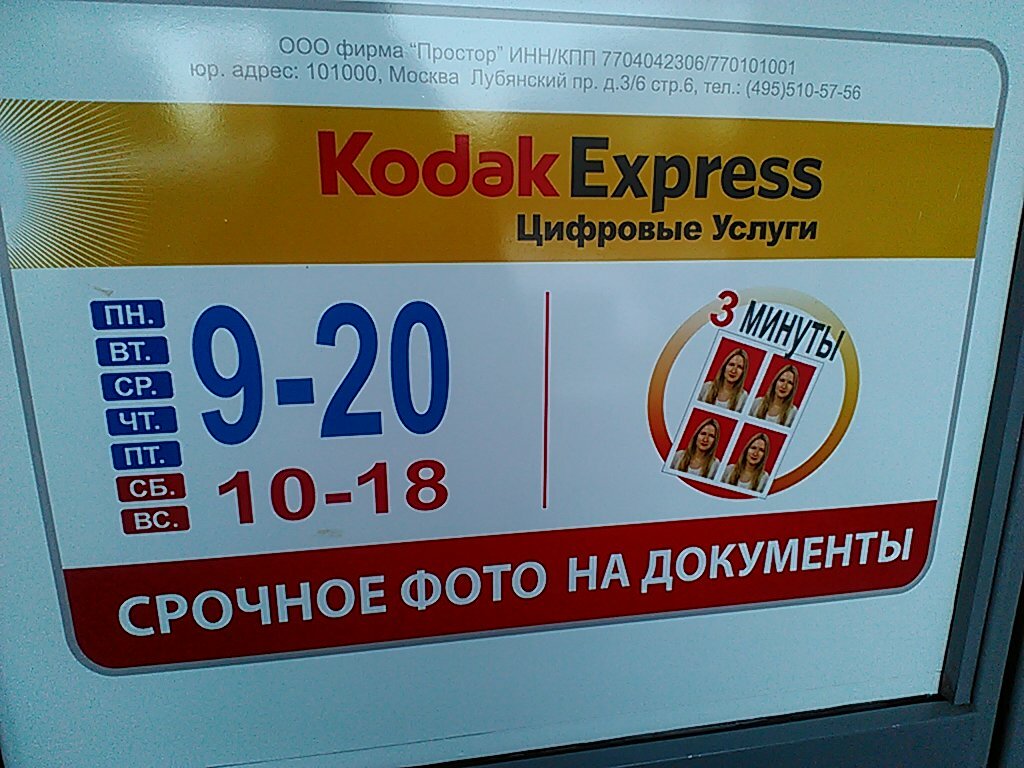 ООО фирма "Простор" ИНН/КПП 7704042306/770101001
юр. адрес: 101000, Москва Лубянский пр. д.3/6 стр.6, тел.: (495)510-57-56
Kodak Express
Цифровые Услуги
ПН.
ВТ.
СР.
ЧТ.
ПТ.
9-20
СБ.
ВС.
10-18
3 МИНУТЫ
СРОЧНОЕ ФОТО НА ДОКУМЕНТЫ